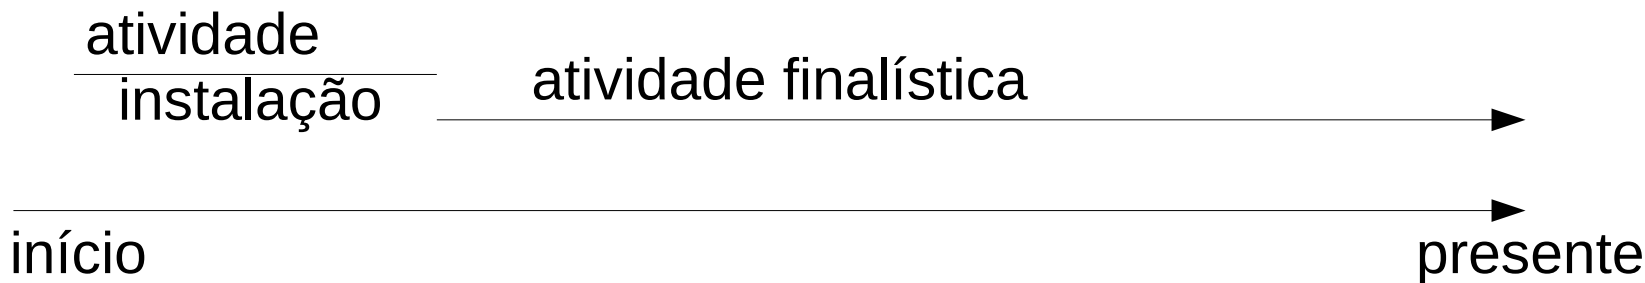 atividade
instalação
atividade finalística
início
presente